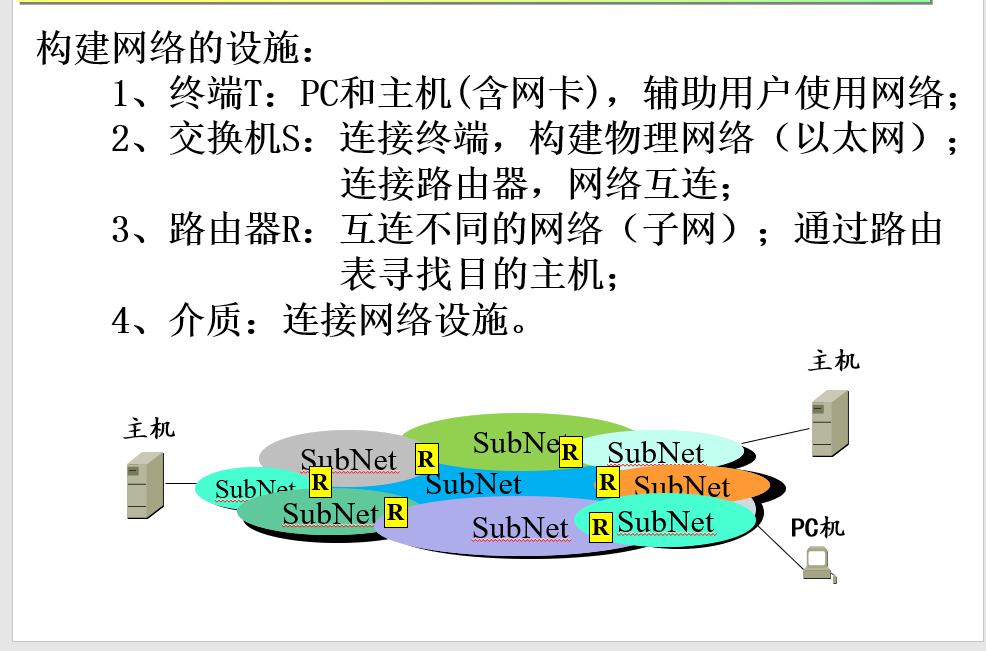 构建网络的设施：
1、终端T：PC和主机(含网卡)，辅助用户使用网络；
2、交换机S：连接终端，构建物理网络（以太网）；
连接路由器，网络互连；
3、路由器R：互连不同的网络（子网）；通过路由
表寻找目的主机；
4、介质：连接网络设施。
主机
主机
SubNet
R
SubNet
R
SubNet
SubNet
R
SubNet
R
SubNet
SubNet
R
SubNet
R
SubNet
PC机